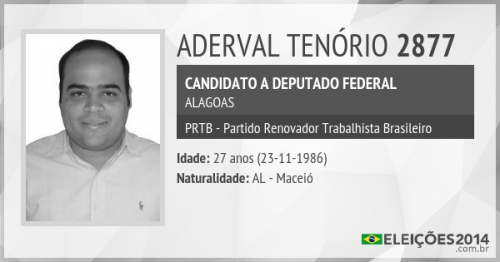 ADERVAL TENÓRIO 2877
CANDIDATO A DEPUTADO FEDERAL
ALAGOAS
PRTB - Partido Renovador Trabalhista Brasileiro
Idade: 27 anos (23-11-1986)
Naturalidade: AL - Maceió
ELEIÇÕES2014
.com.br